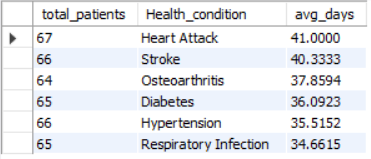 total_patients Health_condition avg_days
67 Heart Attack 41.0000
66 Stroke 40.3333
64 Osteoarthritis 37.8594
65 Diabetes 36.0923
66 Hypertension 35.5152
65 Respiratory Infection 34.6615